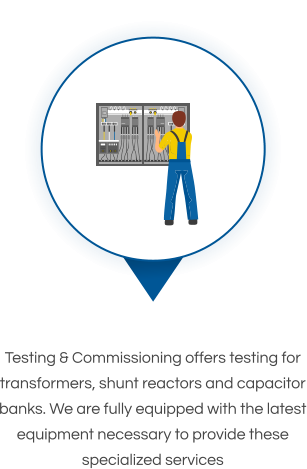 Testing & Commissioning offers testing for
transformers, shunt reactors and capacitor
banks. We are fully equipped with the latest
equipment necessary to provide these
specialized services